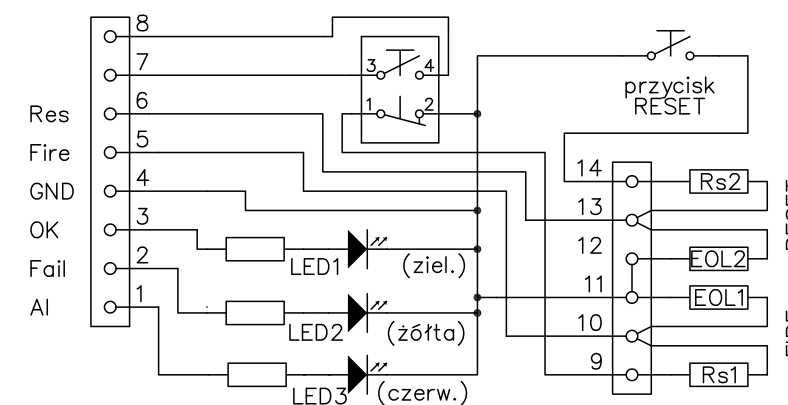 8
7
Res 6
Fire 5
GND 4
OK 3
Fail 2
Al 1
3 4
1 2
przycisk
RESET
14
13
12
11
10
9
Rs2
EOL2
EOL1
Rs1
LED1 (ziel.)
LED2 (żółta)
LED3 (czerw.)